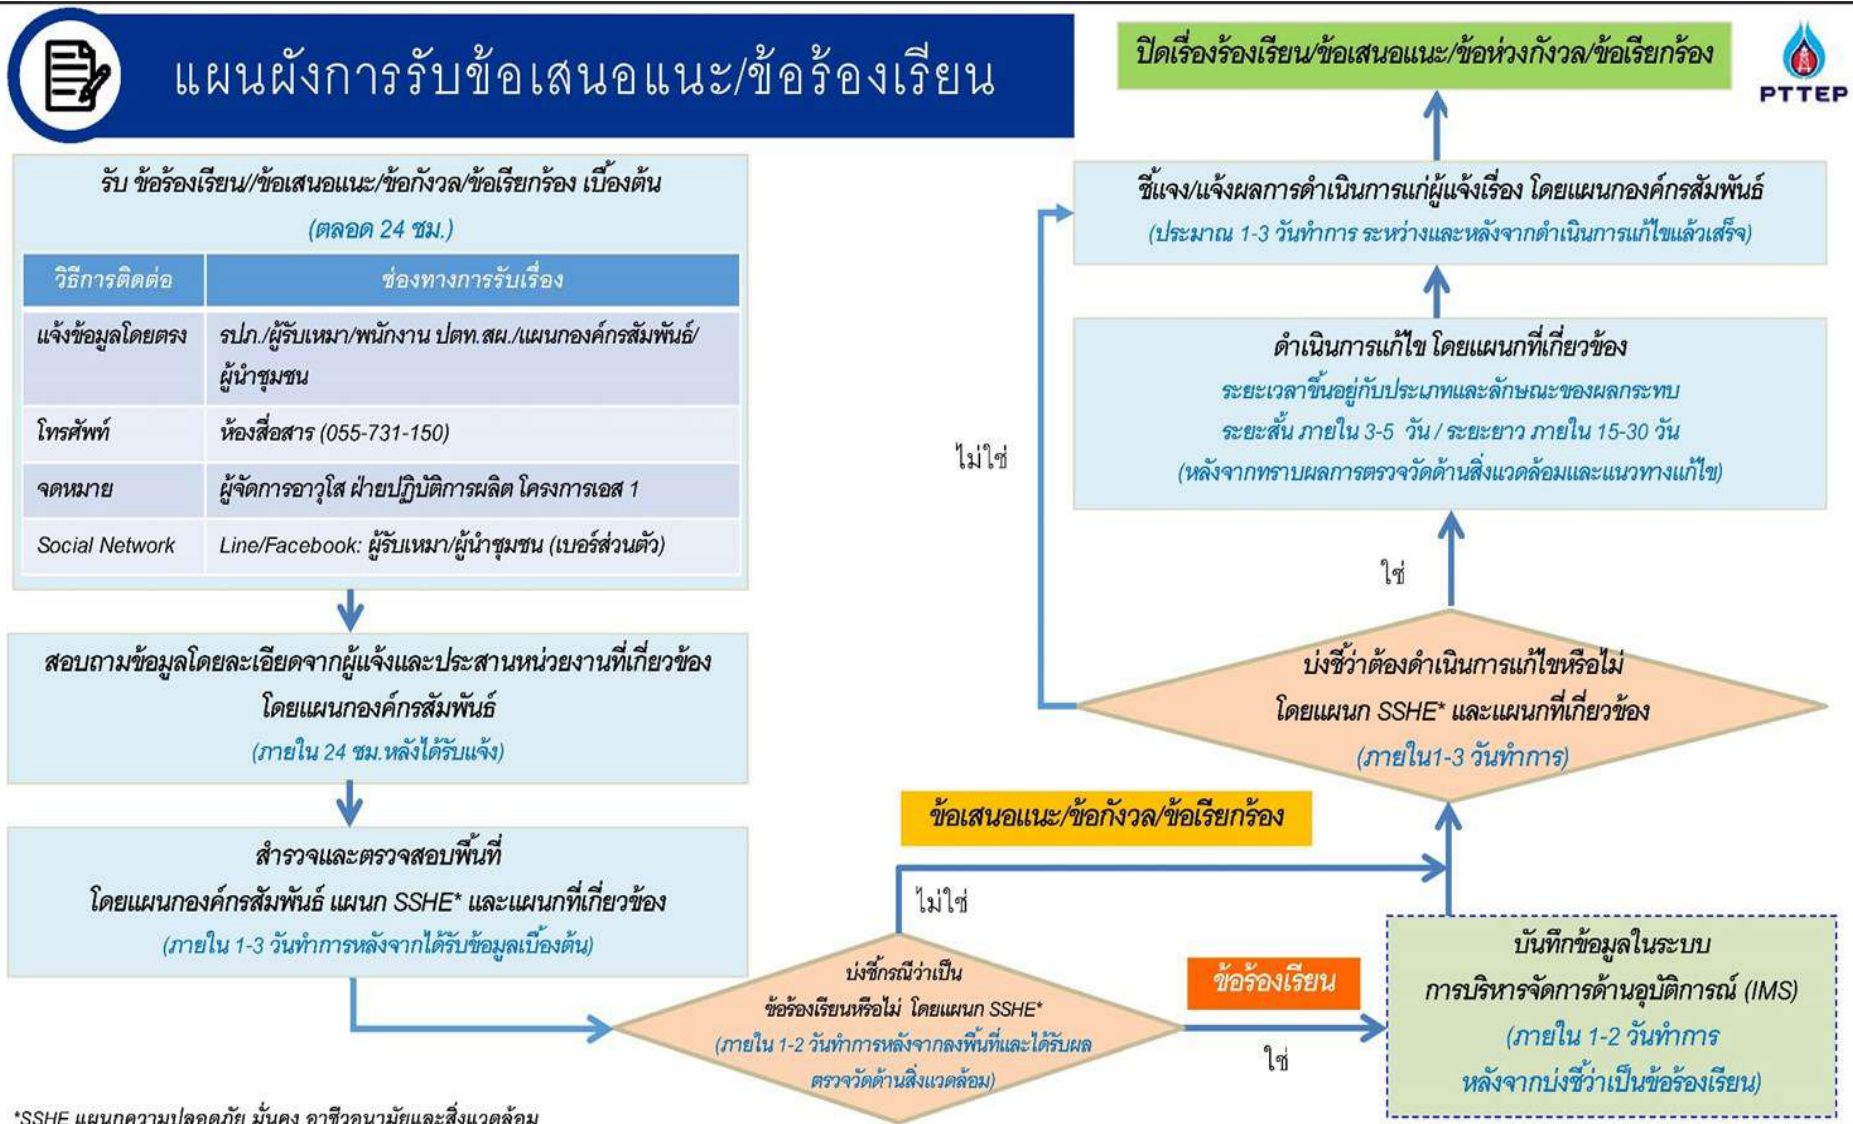 แผนผังการรับข้อเสนอแนะ/ข้อร้องเรียน
รับ ข้อร้องเรียน//ข้อเสนอแนะ/ข้อกังวล/ข้อเรียกร้อง เบื้องต้น
(ตลอด 24 ชม.)
วิธีการติดต่อ ช่องทางการรับเรื่อง
แจ้งข้อมูลโดยตรง รปภ./ผู้รับเหมา/พนักงาน ปตท.สผ./แผนกองค์กรสัมพันธ์/
ผู้นำชุมชน
โทรศัพท์ ห้องสื่อสาร (055-731-150)
จดหมาย ผู้จัดการอาวุโส ฝ่ายปฏิบัติการผลิต โครงการเอส 1
Social Network Line/Facebook: ผู้รับเหมา/ผู้นำชุมชน (เบอร์ส่วนตัว)
สอบถามข้อมูลโดยละเอียดจากผู้แจ้งและประสานหน่วยงานที่เกี่ยวข้อง
โดยแผนกองค์กรสัมพันธ์
(ภายใน 24 ชม.หลังได้รับแจ้ง)
สำรวจและตรวจสอบพื้นที่
โดยแผนกองค์กรสัมพันธ์ แผนก SSHE* และแผนกที่เกี่ยวข้อง
(ภายใน 1-3 วันทำการหลังจากได้รับข้อมูลเบื้องต้น)
บ่งชี้กรณีว่าเป็น
ข้อร้องเรียนหรือไม่ โดยแผนก SSHE*
(ภายใน 1-2 วันทำการหลังจากลงพื้นที่และได้รับผล
ตรวจวัดด้านสิ่งแวดล้อม)
ไม่ใช่
ข้อเสนอแนะ/ข้อกังวล/ข้อเรียกร้อง
ข้อร้องเรียน
ใช่
บันทึกข้อมูลในระบบ
การบริหารจัดการด้านอุบัติการณ์ (IMS)
(ภายใน 1-2 วันทำการ
หลังจากบ่งชี้ว่าเป็นข้อร้องเรียน)
บ่งชี้ว่าต้องดำเนินการแก้ไขหรือไม่
โดยแผนก SSHE* และแผนกที่เกี่ยวข้อง
(ภายใน1-3 วันทำการ)
ใช่
ไม่ใช่
ดำเนินการแก้ไข โดยแผนกที่เกี่ยวข้อง
ระยะเวลาขึ้นอยู่กับประเภทและลักษณะของผลกระทบ
ระยะสั้น ภายใน 3-5 วัน / ระยะยาว ภายใน 15-30 วัน
(หลังจากทราบผลการตรวจวัดด้านสิ่งแวดล้อมและแนวทางแก้ไข)
ชี้แจง/แจ้งผลการดำเนินการแก่ผู้แจ้งเรื่อง โดยแผนกองค์กรสัมพันธ์
(ประมาณ 1-3 วันทำการ ระหว่างและหลังจากดำเนินการแก้ไขแล้วเสร็จ)
ปิดเรื่องร้องเรียน/ข้อเสนอแนะ/ข้อห่วงกังวล/ข้อเรียกร้อง
PTTEP
*SSHE แผนกความปลอดภัย มั่นคง อาชีวอนามัยและสิ่งแวดล้อม